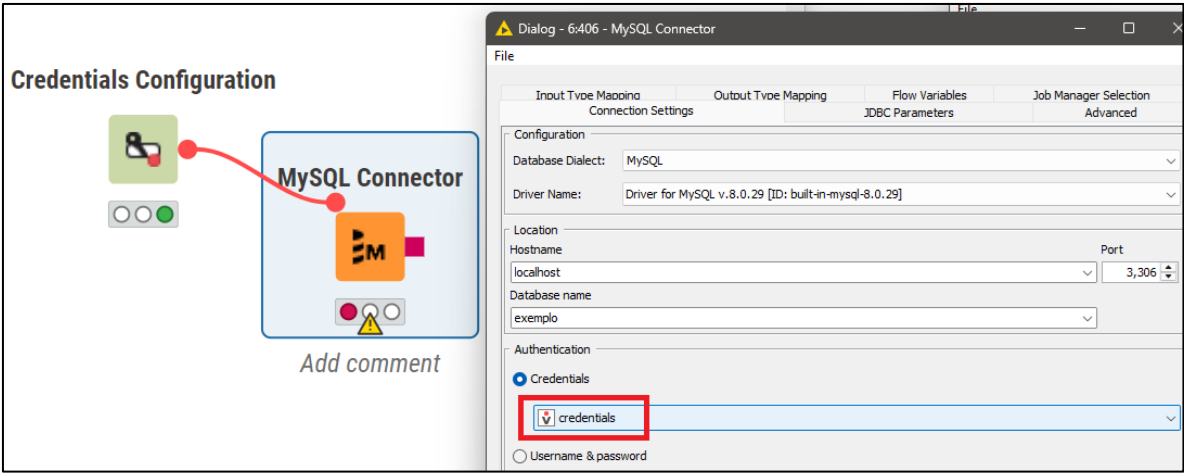 File
Dialog - 6:406 - MySQL Connector
File
Credentials Configuration
MySQL Connector
M
Add comment
Input Type Mapping Output Type Mapping Flow Variables Job Manager Selection
Connection Settings JDBC Parameters Advanced
Configuration
Database Dialect: MySQL
Driver Name: Driver for MySQL v.8.0.29 [ID: built-in-mysql-8.0.29]
Location
Hostname Port
localhost 3,306
Database name
exemplo
Authentication
Credentials
credentials
Username & password